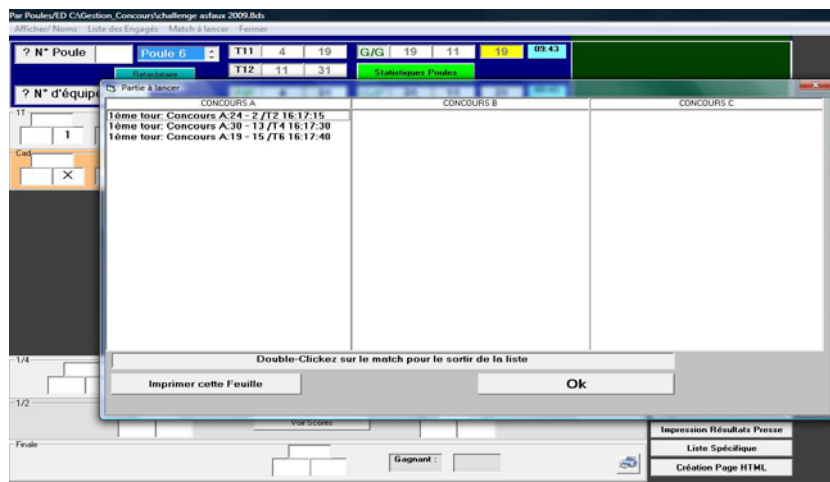 Par Poules/ED C:\Gestion_Concours\challenge asfaux 2009.Bds
Afficher/ Noms Liste des Engagés Match à lancer Fermer
? N° Poule Poule 6 T11 4 19 G/G 19 11 19 09:43
Retardataire T12 11 31 Statistiques Poules
? N° d'équipe
Partie à lancer
CONCOURS A CONCOURS B CONCOURS C
1ème tour: Concours A:24 - 2 /T2 16:17:15
1ème tour: Concours A:30 - 13 /T4 16:17:30
1ème tour: Concours A:19 - 15 /T6 16:17:40
1T
1
Cad
X
Double-Clickez sur le match pour le sortir de la liste
1/4
Imprimer cette Feuille Ok
1/2
Voir Scores
Impression Résultats Presse
Finale
Liste Spécifique
Gagnant :
Création Page HTML